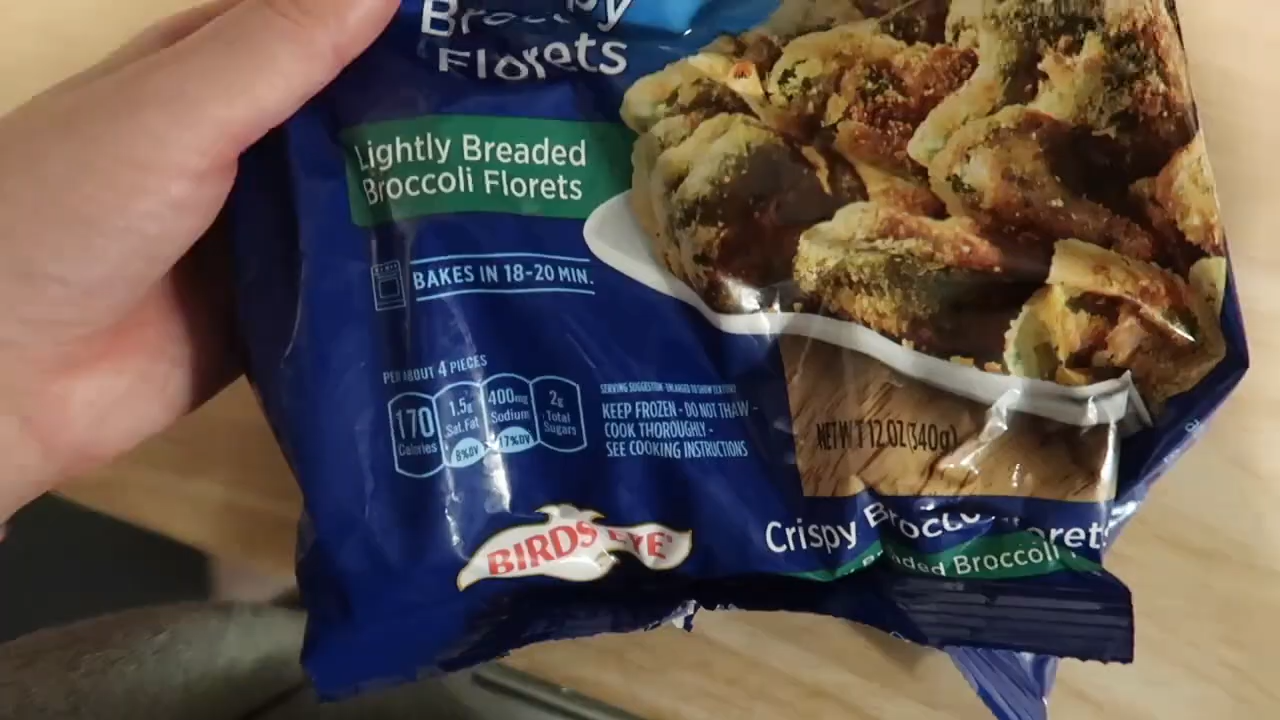 Florets
Lightly Breaded
Broccoli Florets
BAKES IN 18-20 MIN.
PER ABOUT 4 PIECES
170
Calories
1.5g
Sat.Fat
8%DV
400mg
Sodium
17%DV
2g
Total
Sugars
KEEP FROZEN - DO NOT THAW -
COOK THOROUGHLY -
SEE COOKING INSTRUCTIONS
NET WT 12 OZ (340g)
BIRDS EYE®
Crispy
Broccoli